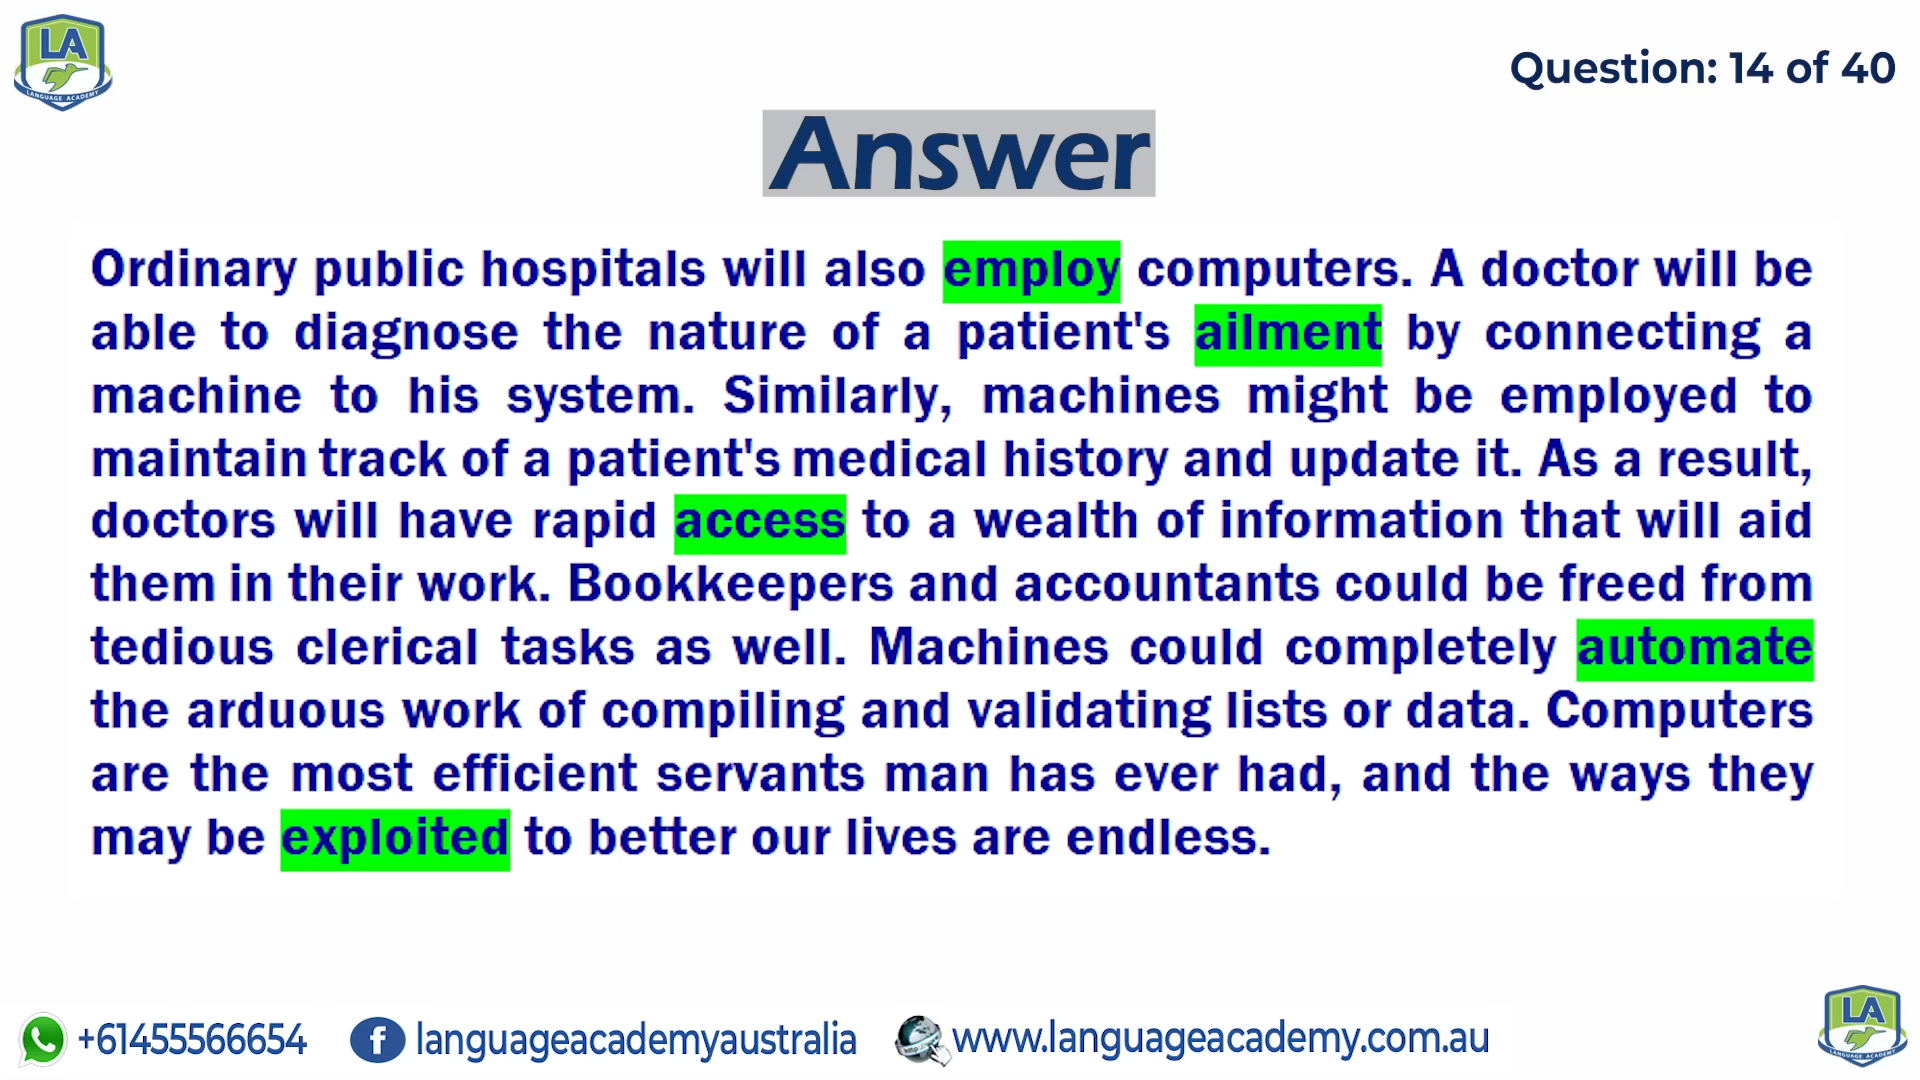 LA
LANGUAGE ACADEMY
Question: 14 of 40
Answer
Ordinary public hospitals will also employ computers. A doctor will be
able to diagnose the nature of a patient's ailment by connecting a
machine to his system. Similarly, machines might be employed to
maintain track of a patient's medical history and update it. As a result,
doctors will have rapid access to a wealth of information that will aid
them in their work. Bookkeepers and accountants could be freed from
tedious clerical tasks as well. Machines could completely automate
the arduous work of compiling and validating lists or data. Computers
are the most efficient servants man has ever had, and the ways they
may be exploited to better our lives are endless.
+61455566654
languageacademyaustralia
www.languageacademy.com.au
LA
LANGUAGE ACADEMY